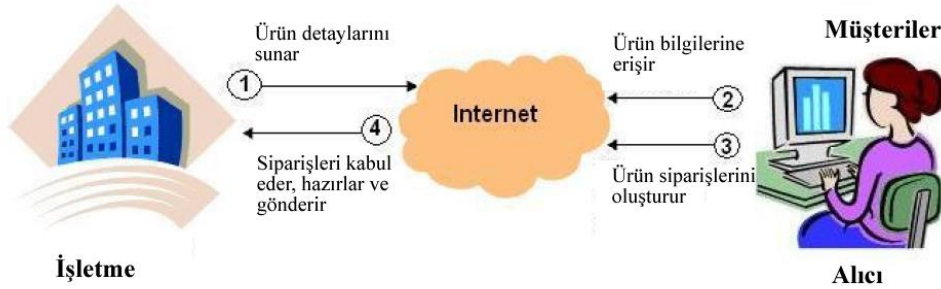 Ürün detaylarını
sunar
1
4
Siparişleri kabul
eder, hazırlar ve
gönderir
İşletme
Internet
Müşteriler
Ürün bilgilerine
erişir
2
3
Ürün siparişlerini
oluşturur
Alıcı